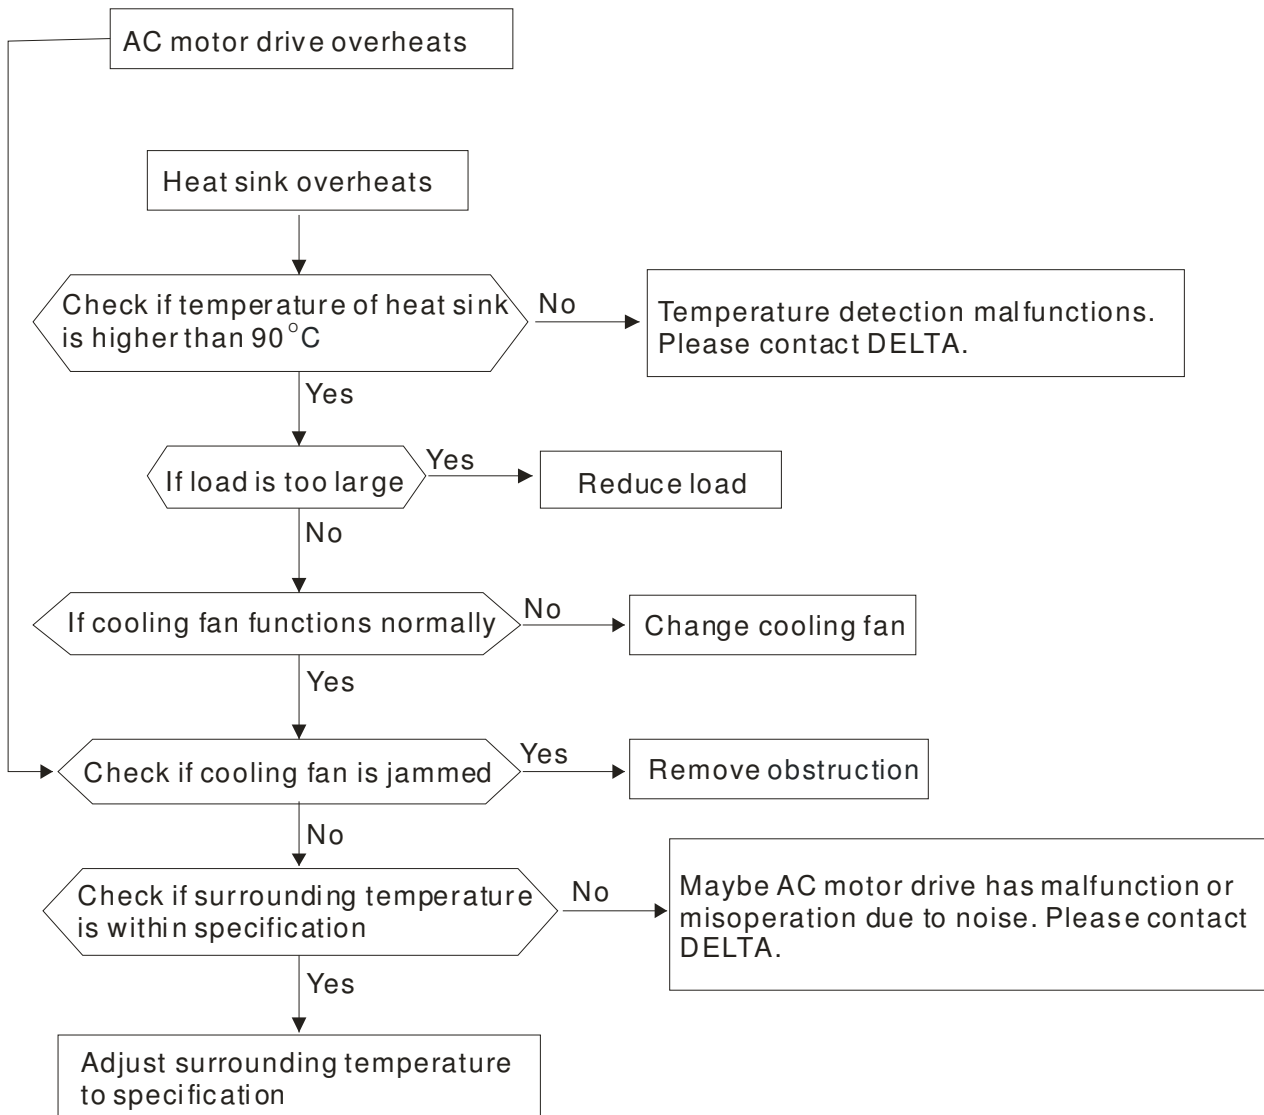 AC motor drive overheats
Heat sink overheats
Check if temperature of heat sink
is higher than 90°C
No
Temperature detection malfunctions.
Please contact DELTA.
Yes
If load is too large
Yes
Reduce load
No
If cooling fan functions normally
No
Change cooling fan
Yes
Check if cooling fan is jammed
Yes
Remove obstruction
No
Check if surrounding temperature
is within specification
No
Maybe AC motor drive has malfunction or
misoperation due to noise. Please contact
DELTA.
Yes
Adjust surrounding temperature
to specification